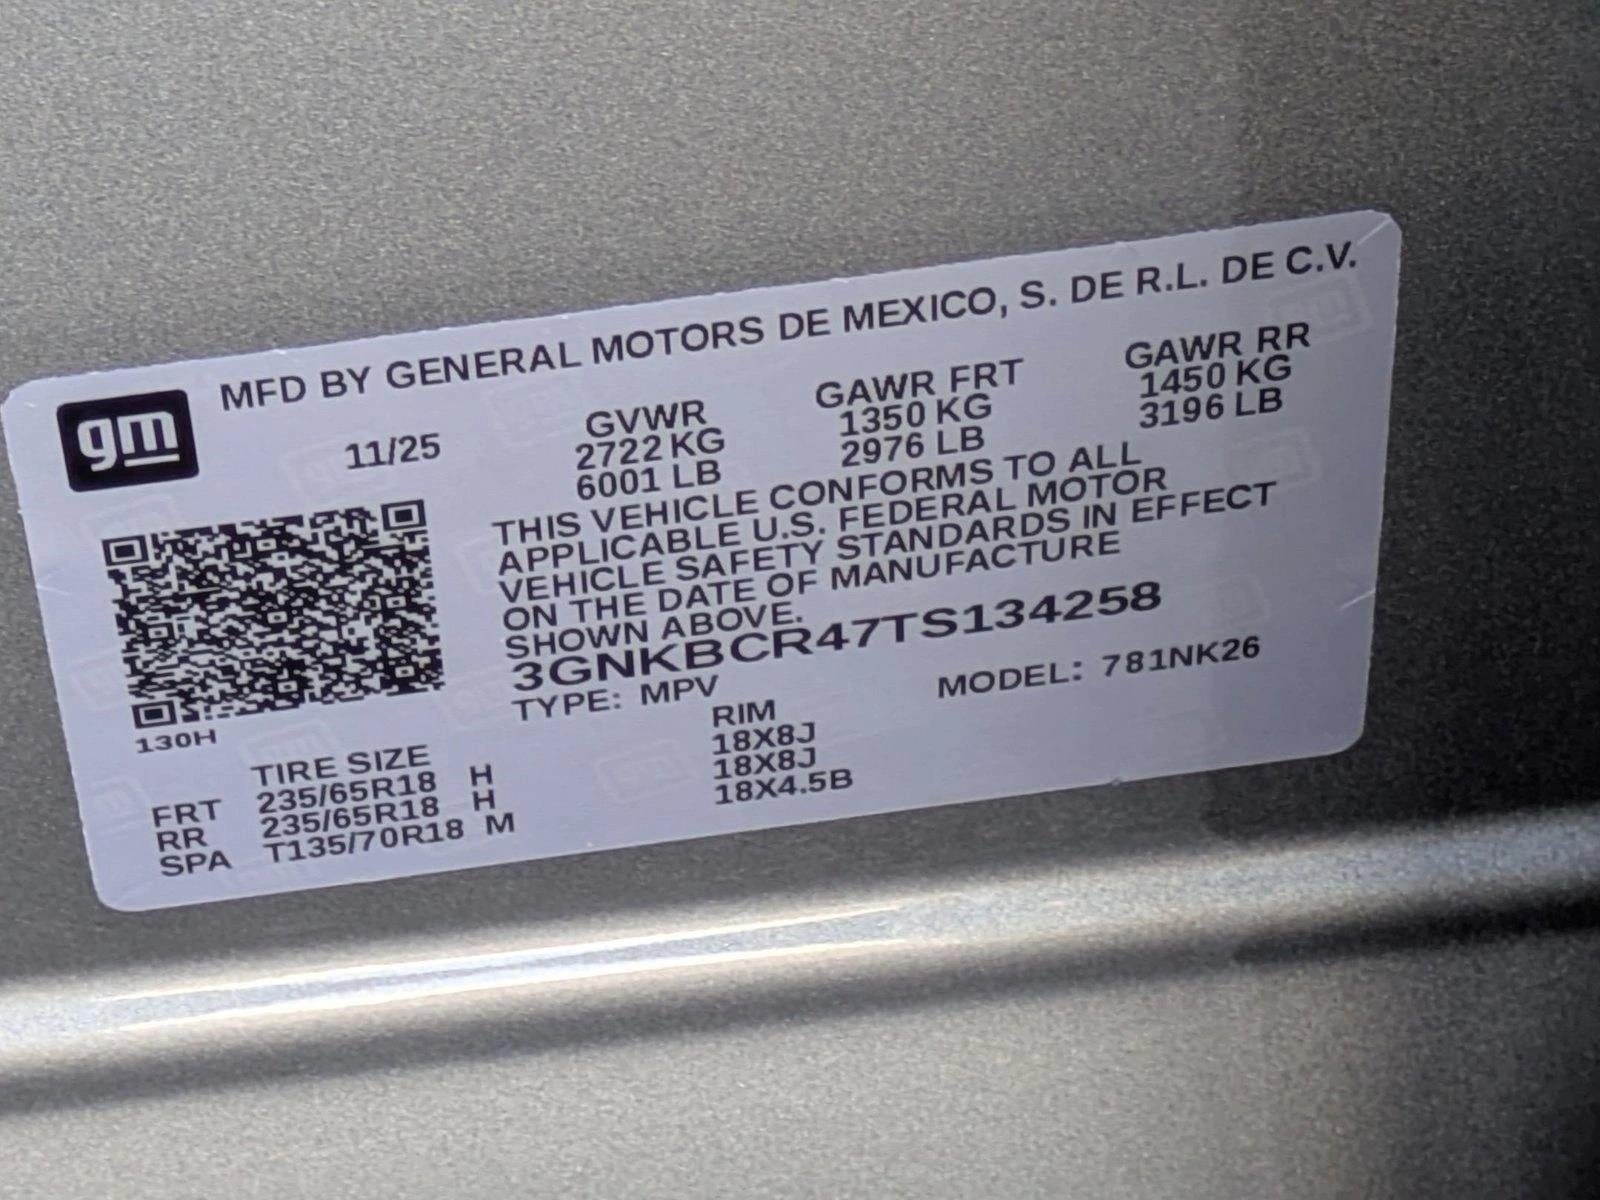 MFD BY GENERAL MOTORS DE MEXICO, S. DE R.L. DE C.V.
gm
11/25
GVWR
2722 KG
6001 LB
GAWR FRT
1350 KG
2976 LB
GAWR RR
1450 KG
3196 LB
THIS VEHICLE CONFORMS TO ALL
APPLICABLE U.S. FEDERAL MOTOR
VEHICLE SAFETY STANDARDS IN EFFECT
ON THE DATE OF MANUFACTURE
SHOWN ABOVE.
3GNKBCR47TS134258
TYPE: MPV MODEL: 781NK26
130H
TIRE SIZE RIM
FRT 235/65R18 H 18X8J
RR 235/65R18 H 18X8J
SPA T135/70R18 M 18X4.5B